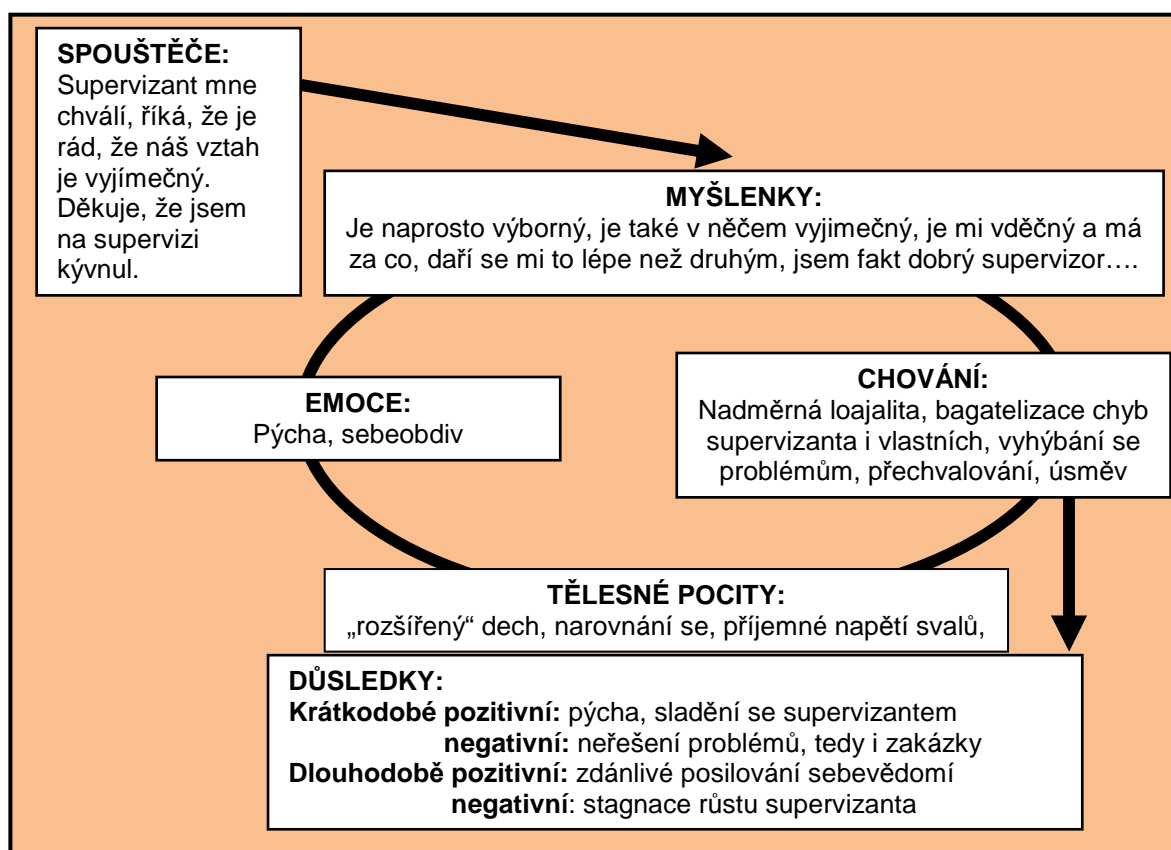 SPOUŠTĚČE:
Supervizant mne
chválí, říká, že je
rád, že náš vztah
je vyjímečný.
Děkuje, že jsem
na supervizi
kývnul.
MYŠLENKY:
Je naprosto výborný, je také v něčem vyjimečný, je mi vděčný a má
za co, daří se mi to lépe než druhým, jsem fakt dobrý supervizor….
EMOCE:
Pýcha, sebeobdiv
CHOVÁNÍ:
Nadměrná loajalita, bagatelizace chyb
supervizanta i vlastních, vyhýbání se
problémům, přechvalování, úsměv
TĚLESNÉ POCITY:
„rozšířený“ dech, narovnání se, příjemné napětí svalů,
DŮSLEDKY:
Krátkodobé pozitivní: pýcha, sladění se supervizantem
negativní: neřešení problémů, tedy i zakázky
Dlouhodobě pozitivní: zdánlivé posilování sebevědomí
negativní: stagnace růstu supervizanta